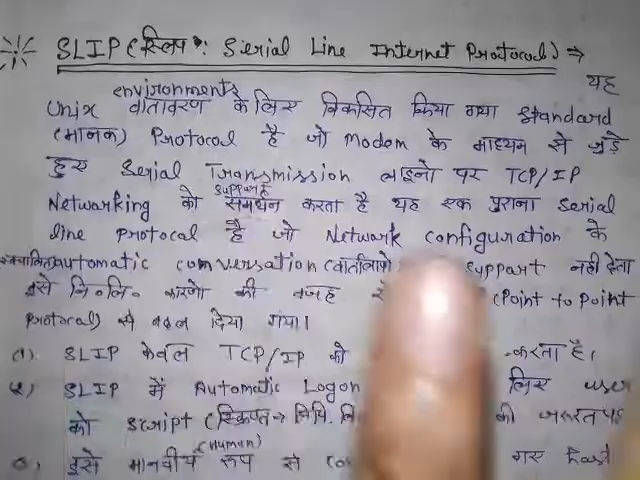 SLIP (स्लिप : Serial Line Internet Protocol) ⇒
यह
environments
Unix वातावरण के लिए विकसित किया गया Standard
(मानक) Protocol है जो Modem के माध्यम से जुड़े
हुए Serial Transmission लाइनो पर TCP/IP
support
Networking को समर्थन करता है यह एक पुराना Serial
line protocol है जो Network configuration के
Automatic conversation (वार्तालाप support नही देता
इसे नि०लि० कारणो की वजह से (Point to Point
Protocol) से बदल दिया गया।
(1) SLIP केवल TCP/IP को करता है।
SLIP में Automatic Logon लिए user
को Script (स्क्रिप्ट → की जरूरत
(Human)
इसे मानवीय रूप से गए